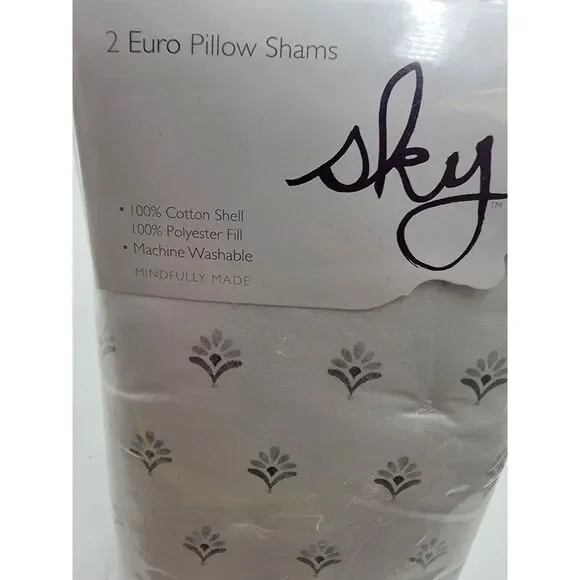 2 Euro Pillow Shams
sky
TM
• 100% Cotton Shell
100% Polyester Fill
• Machine Washable
MINDFULLY MADE